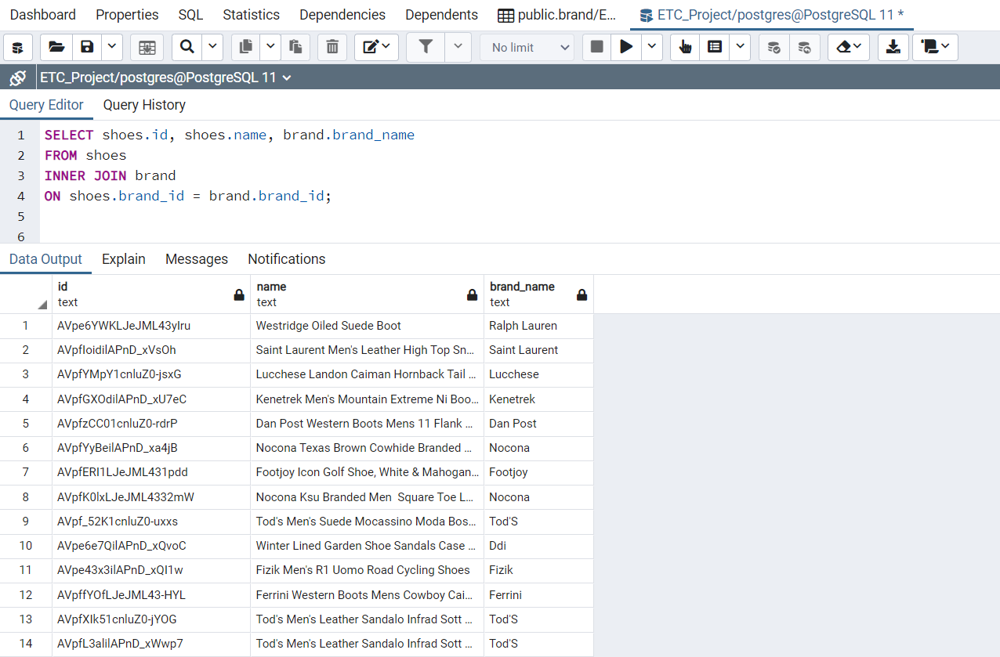 Dashboard Properties SQL Statistics Dependencies Dependents public.brand/E... ETC_Project/postgres@PostgreSQL 11 *
No limit
ETC_Project/postgres@PostgreSQL 11
Query Editor Query History
1 SELECT shoes.id, shoes.name, brand.brand_name
2 FROM shoes
3 INNER JOIN brand
4 ON shoes.brand_id = brand.brand_id;
5
6
Data Output Explain Messages Notifications
id name brand_name
text text text
1 AVpe6YWKLJeJML43yIru Westridge Oiled Suede Boot Ralph Lauren
2 AVpfIoidilAPnD_xVsOh Saint Laurent Men's Leather High Top Sn... Saint Laurent
3 AVpfYMpY1cnluZ0-jsxG Lucchese Landon Caiman Hornback Tail ... Lucchese
4 AVpfGXOdilAPnD_xU7eC Kenetrek Men's Mountain Extreme Ni Boo... Kenetrek
5 AVpfzCC01cnluZ0-rdrP Dan Post Western Boots Mens 11 Flank ... Dan Post
6 AVpfYyBeilAPnD_xa4jB Nocona Texas Brown Cowhide Branded ... Nocona
7 AVpfERI1LJeJML431pdd Footjoy Icon Golf Shoe, White & Mahogan... Footjoy
8 AVpfK0lxLJeJML4332mW Nocona Ksu Branded Men  Square Toe L... Nocona
9 AVpf_52K1cnluZ0-uxxs Tod's Men's Suede Mocassino Moda Bos... Tod'S
10 AVpe6e7QilAPnD_xQvoC Winter Lined Garden Shoe Sandals Case ... Ddi
11 AVpe43x3ilAPnD_xQI1w Fizik Men's R1 Uomo Road Cycling Shoes Fizik
12 AVpffYOfLJeJML43-HYL Ferrini Western Boots Mens Cowboy Cai... Ferrini
13 AVpfXIk51cnluZ0-jYOG Tod's Men's Leather Sandalo Infrad Sott ... Tod'S
14 AVpfL3alilAPnD_xWwp7 Tod's Men's Leather Sandalo Infrad Sott ... Tod'S